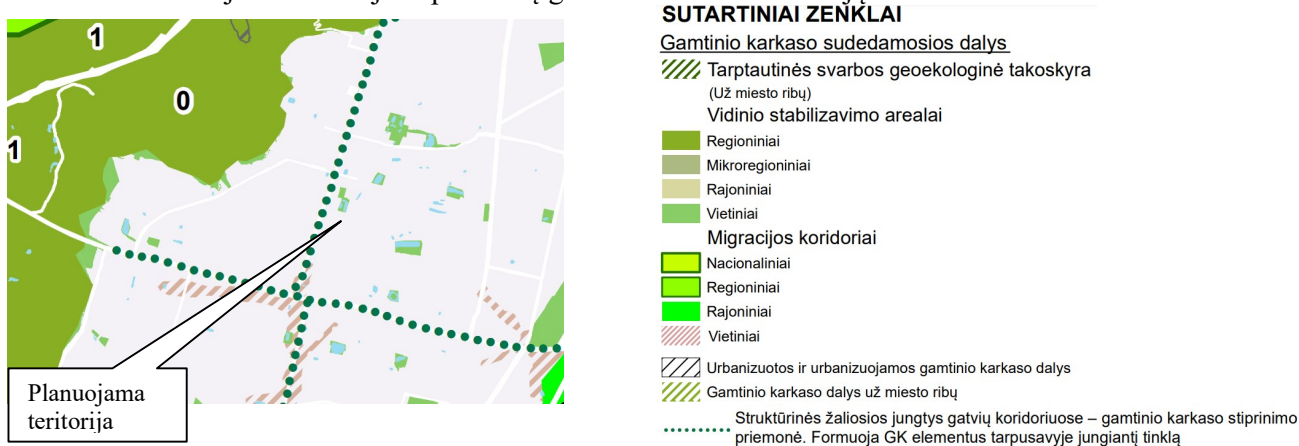 SUTARTINIAI ZENKLAI
Gamtinio karkaso sudedamosios dalys
Tarptautinės svarbos geoekologinė takoskyra
(Už miesto ribų)
Vidinio stabilizavimo arealai
Regioniniai
Mikroregioniniai
Rajoniniai
Vietiniai
Migracijos koridoriai
Nacionaliniai
Regioniniai
Rajoniniai
Vietiniai
Urbanizuotos ir urbanizuojamos gamtinio karkaso dalys
Gamtinio karkaso dalys už miesto ribų
Struktūrinės žaliosios jungtys gatvių koridoriuose – gamtinio karkaso stiprinimo
priemonė. Formuoja GK elementus tarpusavyje jungiantį tinklą
1
0
1
Planuojama
teritorija